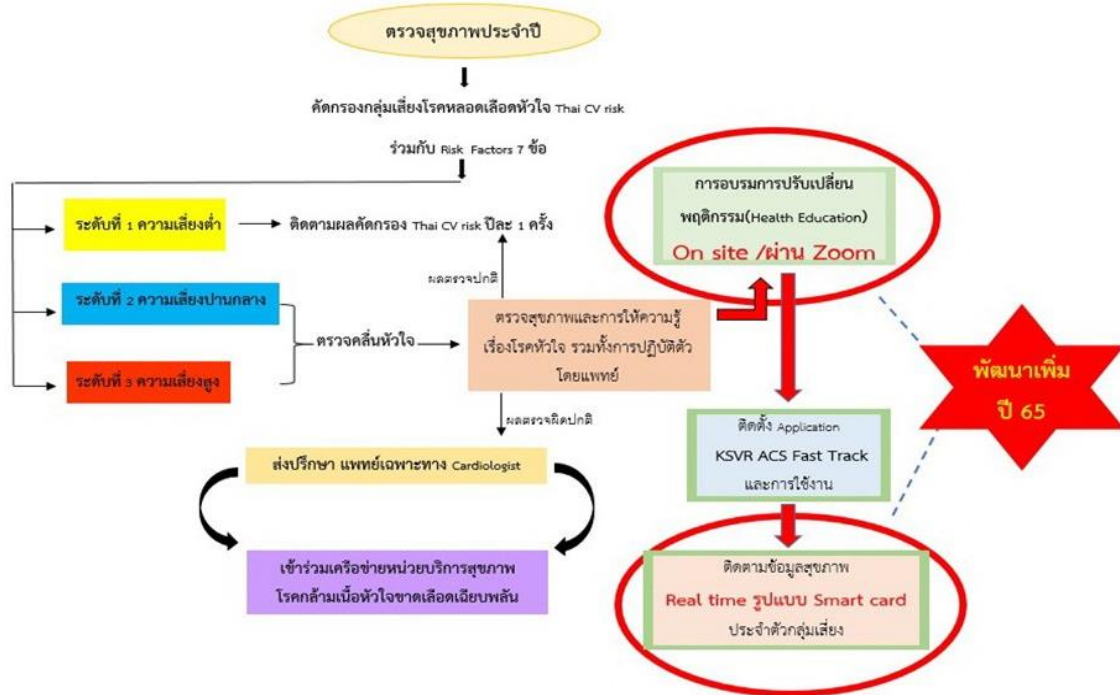 ตรวจสุขภาพประจำปี
คัดกรองกลุ่มเสี่ยงโรคหลอดเลือดหัวใจ Thai CV risk
ร่วมกับ Risk Factors 7 ข้อ
ระดับที่ 1 ความเสี่ยงต่ำ
ติดตามผลคัดกรอง Thai CV risk ปีละ 1 ครั้ง
ผลตรวจปกติ
ระดับที่ 2 ความเสี่ยงปานกลาง
ตรวจคลื่นหัวใจ
ระดับที่ 3 ความเสี่ยงสูง
ตรวจสุขภาพและการให้ความรู้
เรื่องโรคหัวใจ รวมทั้งการปฏิบัติตัว
โดยแพทย์
ผลตรวจผิดปกติ
ส่งปรึกษา แพทย์เฉพาะทาง Cardiologist
เข้าร่วมเครือข่ายหน่วยบริการสุขภาพ
โรคกล้ามเนื้อหัวใจขาดเลือดเฉียบพลัน
การอบรมการปรับเปลี่ยน
พฤติกรรม(Health Education)
On site /ผ่าน Zoom
ติดตั้ง Application
KSVR ACS Fast Track
และการใช้งาน
ติดตามข้อมูลสุขภาพ
Real time รูปแบบ Smart card
ประจำตัวกลุ่มเสี่ยง
พัฒนาเพิ่ม
ปี 65